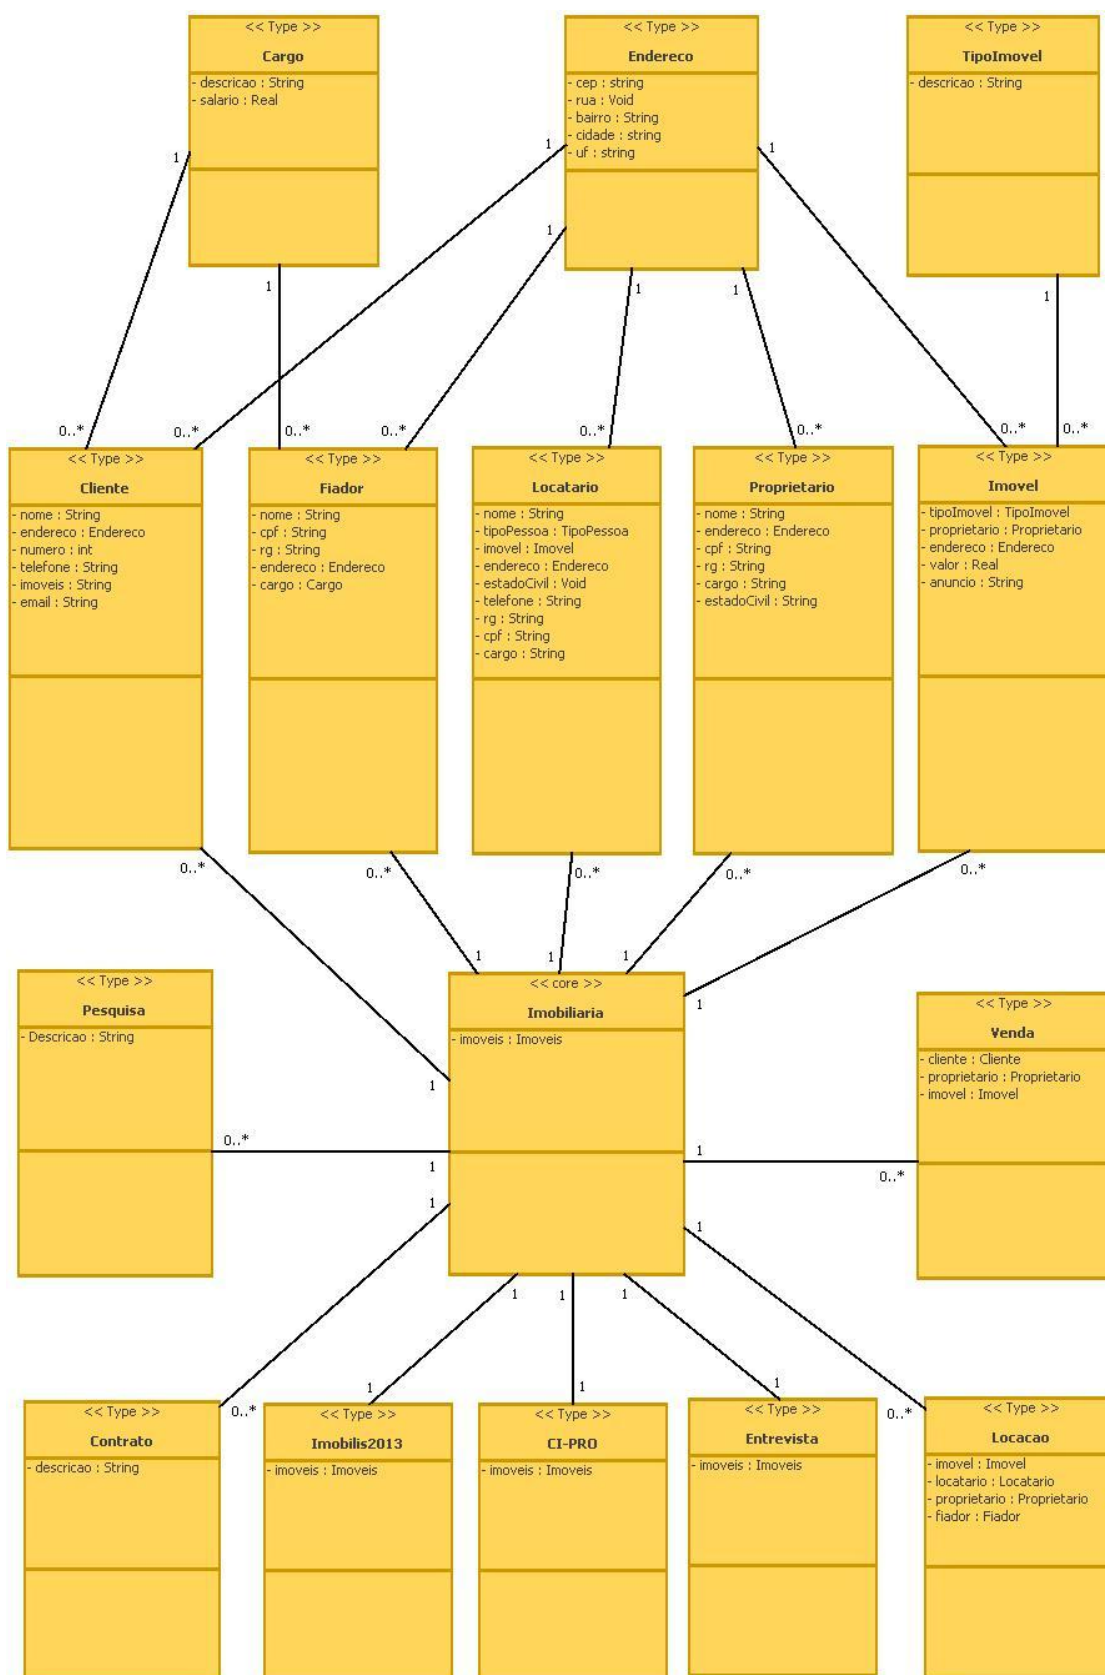 << Type >>
Cargo
- descricao : String
- salario : Real
<< Type >>
Endereco
- cep : string
- rua : Void
- bairro : String
- cidade : string
- uf : string
<< Type >>
TipoImovel
- descricao : String
1
1
1
1
1
1
1
1
0..*
0..*
0..*
0..*
0..*
0..*
0..*
0..*
<< Type >>
Cliente
- nome : String
- endereco : Endereco
- numero : int
- telefone : String
- imoveis : String
- email : String
<< Type >>
Fiador
- nome : String
- cpf : String
- rg : String
- endereco : Endereco
- cargo : Cargo
<< Type >>
Locatario
- nome : String
- tipoPessoa : TipoPessoa
- imovel : Imovel
- endereco : Endereco
- estadoCivil : Void
- telefone : String
- rg : String
- cpf : String
- cargo : String
<< Type >>
Proprietario
- nome : String
- endereco : Endereco
- cpf : String
- rg : String
- cargo : String
- estadoCivil : String
<< Type >>
Imovel
- tipoImovel : TipoImovel
- proprietario : Proprietario
- endereco : Endereco
- valor : Real
- anuncio : String
0..*
0..*
0..*
0..*
0..*
1
1
1
1
1
<< Type >>
Pesquisa
- Descricao : String
<< core >>
Imobiliaria
- imoveis : Imoveis
<< Type >>
Venda
- cliente : Cliente
- proprietario : Proprietario
- imovel : Imovel
0..*
1
1
0..*
1
1
1
1
1
0..*
1
1
1
0..*
<< Type >>
Contrato
- descricao : String
<< Type >>
Imobilis2013
- imoveis : Imoveis
<< Type >>
CI-PRO
- imoveis : Imoveis
<< Type >>
Entrevista
- imoveis : Imoveis
<< Type >>
Locacao
- imovel : Imovel
- locatario : Locatario
- proprietario : Proprietario
- fiador : Fiador